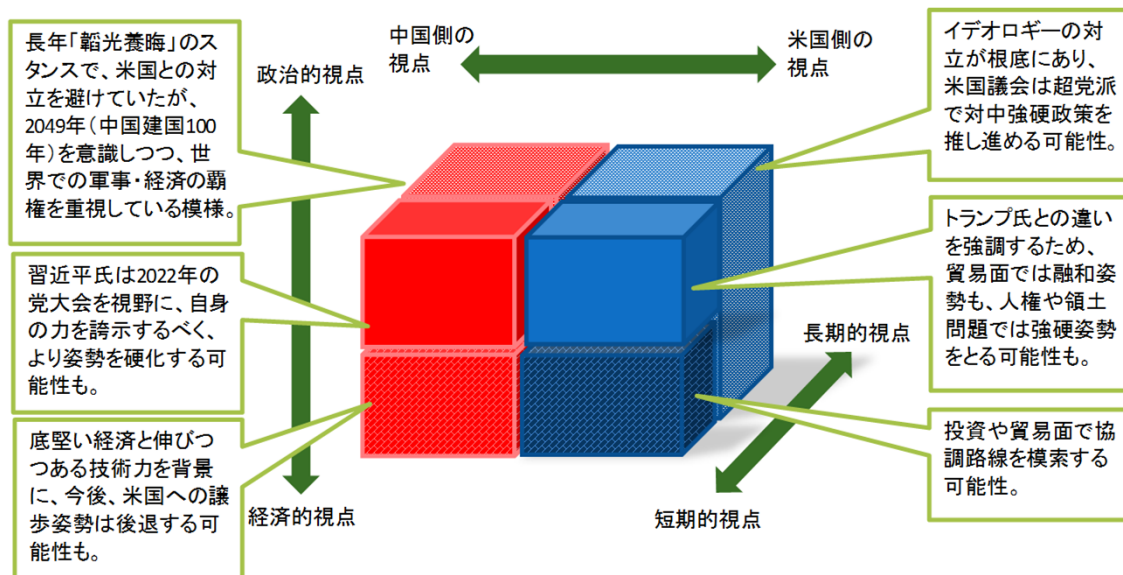 長年「韜光養晦」のス
タンスで、米国との対
立を避けていたが、
2049年（中国建国100
年）を意識しつつ、世
界での軍事・経済の覇
権を重視している模様。
習近平氏は2022年の
党大会を視野に、自身
の力を誇示するべく、
より姿勢を硬化する可
能性も。
底堅い経済と伸びつ
つある技術力を背景
に、今後、米国への譲
歩姿勢は後退する可
能性も。
政治的視点
経済的視点
中国側の
視点
米国側の
視点
長期的視点
短期的視点
イデオロギーの対
立が根底にあり、
米国議会は超党派
で対中強硬政策を
推し進める可能性。
トランプ氏との違い
を強調するため、
貿易面では融和姿
勢も、人権や領土
問題では強硬姿勢
をとる可能性も。
投資や貿易面で協
調路線を模索する
可能性。